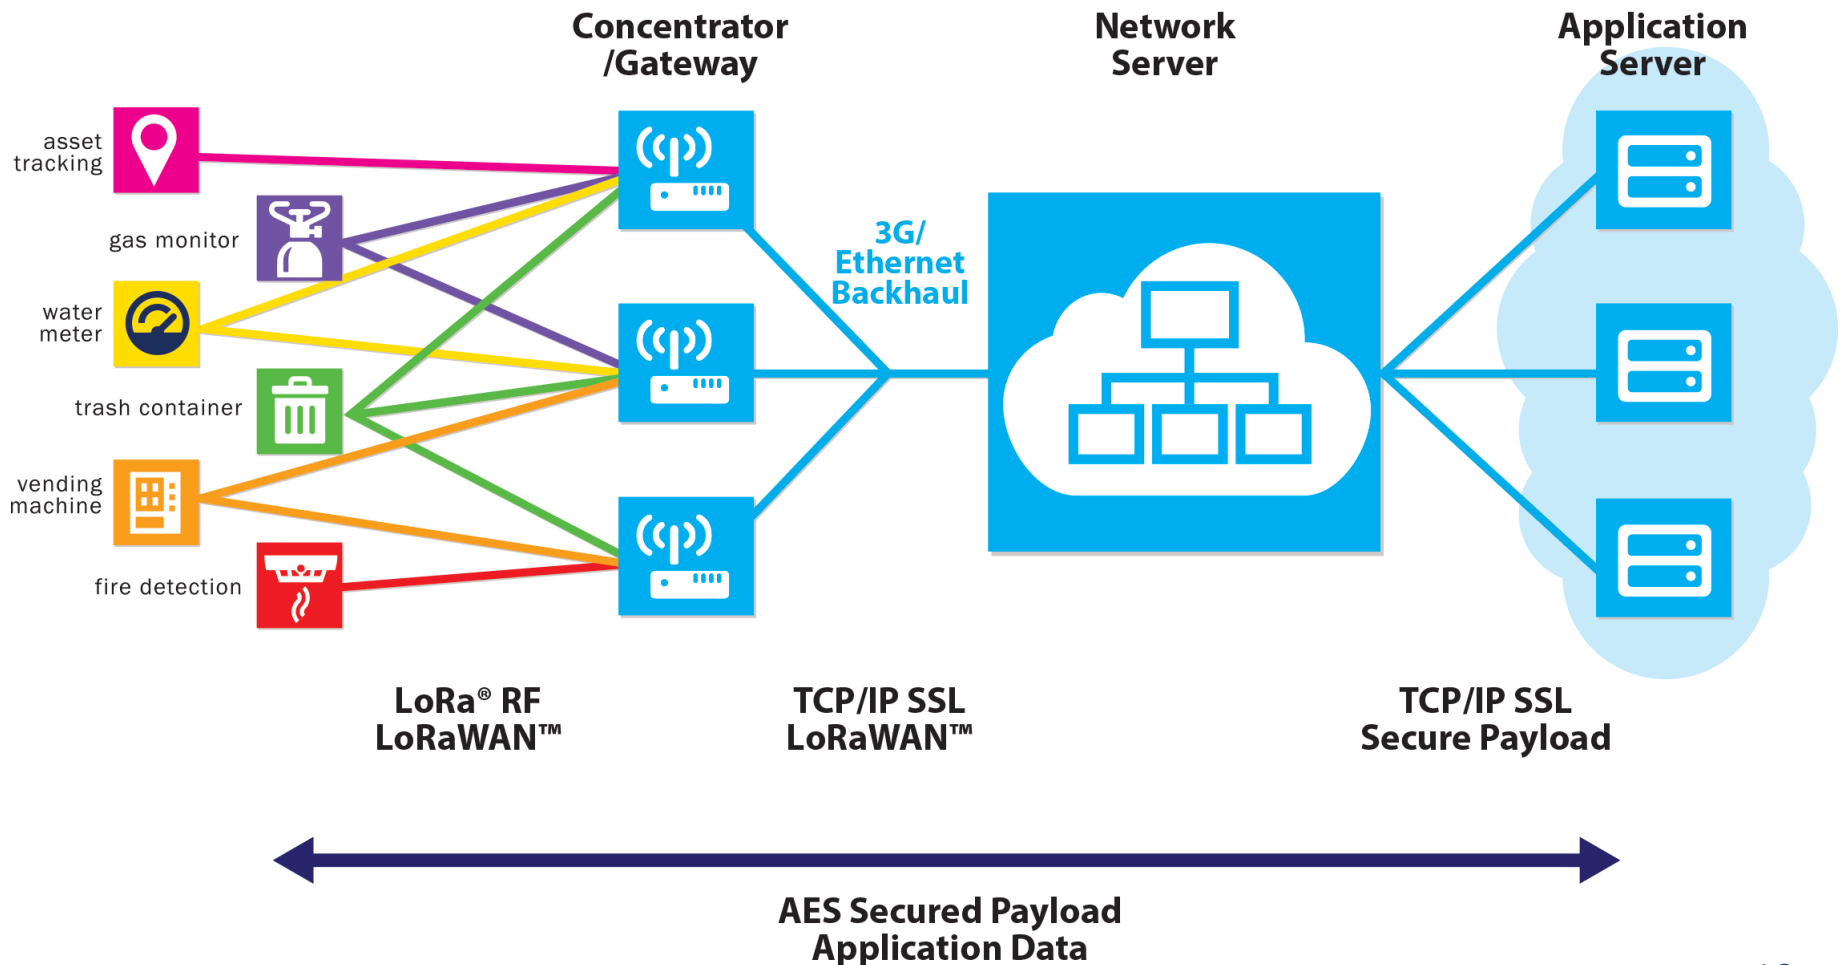 Concentrator
/Gateway
Network
Server
Application
Server
asset
tracking
gas monitor
water
meter
trash container
vending
machine
fire detection
3G/
Ethernet
Backhaul
LoRa® RF
LoRaWAN™
TCP/IP SSL
LoRaWAN™
TCP/IP SSL
Secure Payload
AES Secured Payload
Application Data